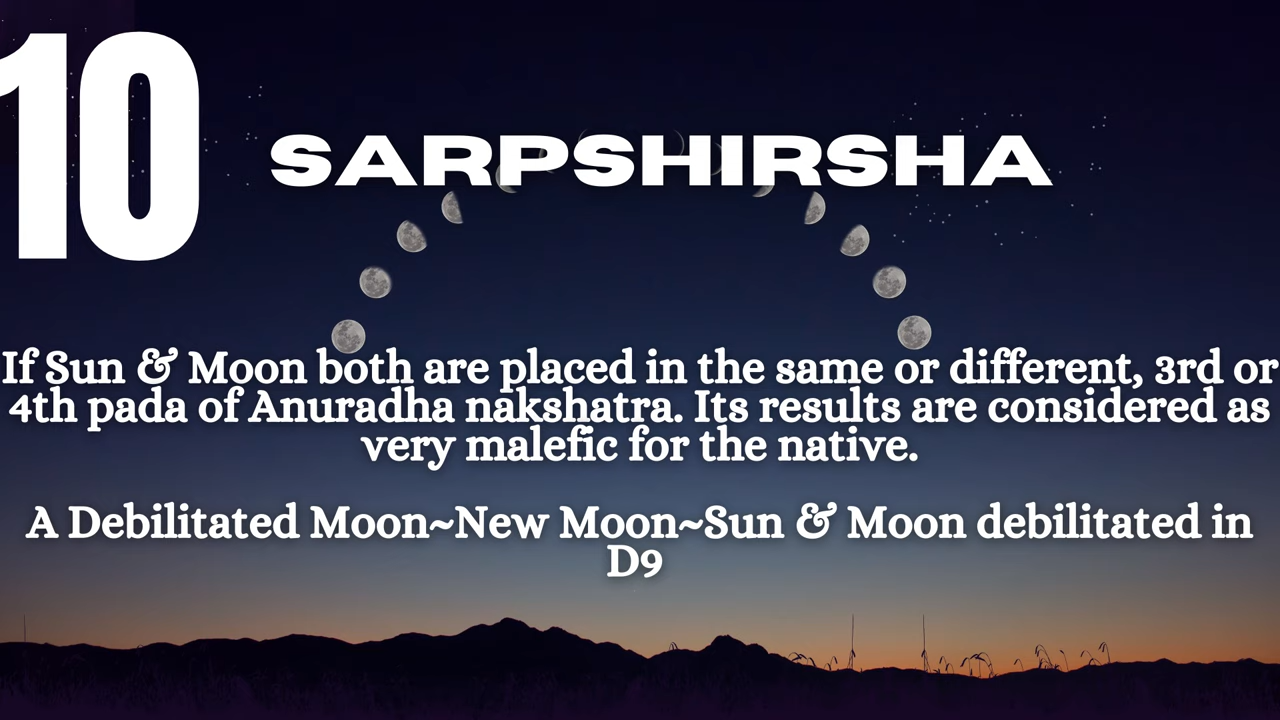 10
SARPSHIRSHA
If Sun & Moon both are placed in the same or different, 3rd or
4th pada of Anuradha nakshatra. Its results are considered as
very malefic for the native.
A Debilitated Moon~New Moon~Sun & Moon debilitated in
D9